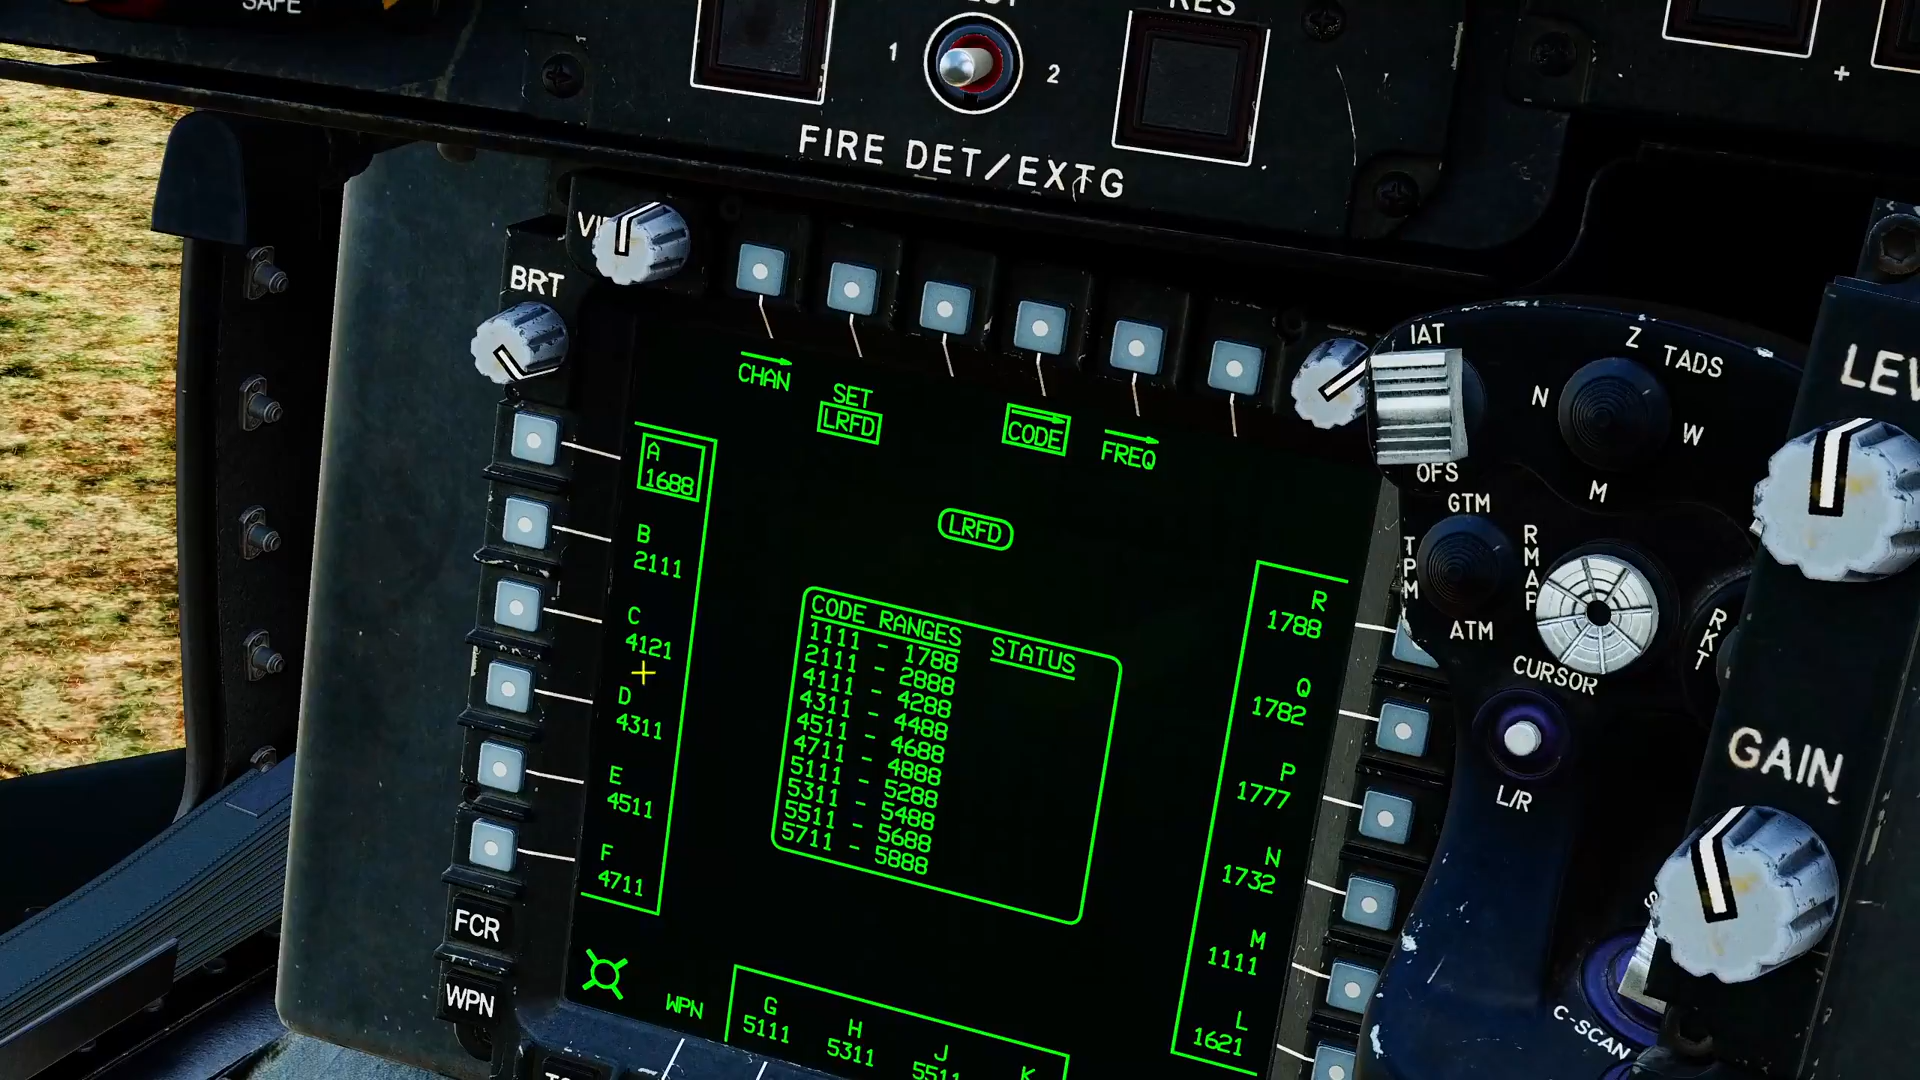 SAFE
RES
1
2
FIRE DET/EXTG
BRT
CHAN
SET
LRFD
CODE
FREQ
A
1688
B
2111
C
4121
D
4311
E
4511
F
4711
LRFD
CODE RANGES STATUS
1111 - 1788
2111 - 2888
4111 - 4288
4311 - 4488
4511 - 4688
4711 - 4888
5111 - 5288
5311 - 5488
5511 - 5688
5711 - 5888
R
1788
Q
1782
P
1777
N
1732
M
1111
L
1621
FCR
WPN
WPN
G
5111
H
5311
J
5511
K
IAT
OFS
Z
TADS
N
W
M
GTM
TPM
RMAP
ATM
CURSOR
RKT
L/R
C-SCAN
GAIN